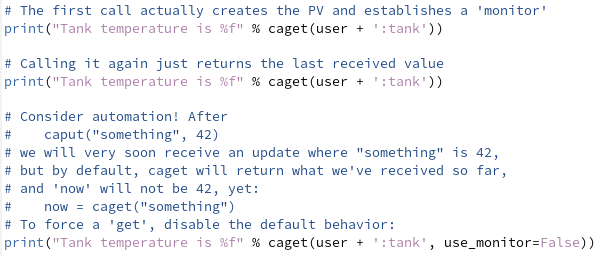 # The first call actually creates the PV and establishes a 'monitor'
print("Tank temperature is %f" % caget(user + ':tank'))

# Calling it again just returns the last received value
print("Tank temperature is %f" % caget(user + ':tank'))

# Consider automation! After
#    caput("something", 42)
# we will very soon receive an update where "something" is 42,
# but by default, caget will return what we've received so far,
# and 'now' will not be 42, yet:
#    now = caget("something")
# To force a 'get', disable the default behavior:
print("Tank temperature is %f" % caget(user + ':tank', use_monitor=False))